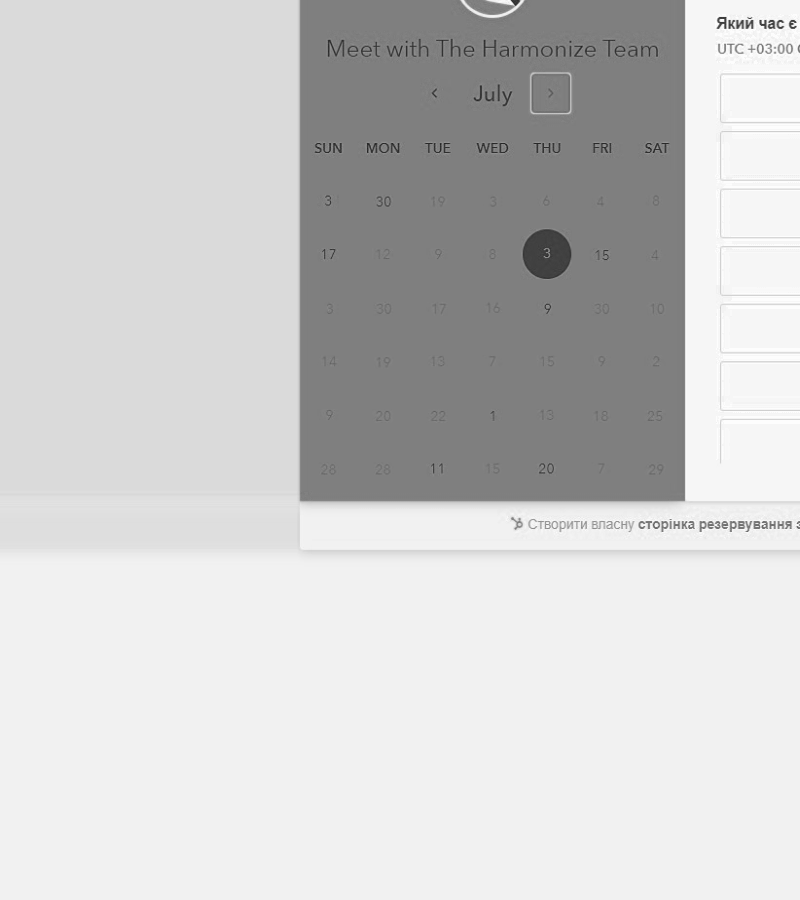 Meet with The Harmonize Team
July
SUN MON TUE WED THU FRI SAT
3 30 19 3 6 4 8
17 12 9 8 3 15 4
3 30 17 16 9 30 10
14 19 13 7 15 9 2
9 20 22 1 13 18 25
28 28 11 15 20 7 29
Який час є
UTC +03:00
Створити власну сторінка резервування з